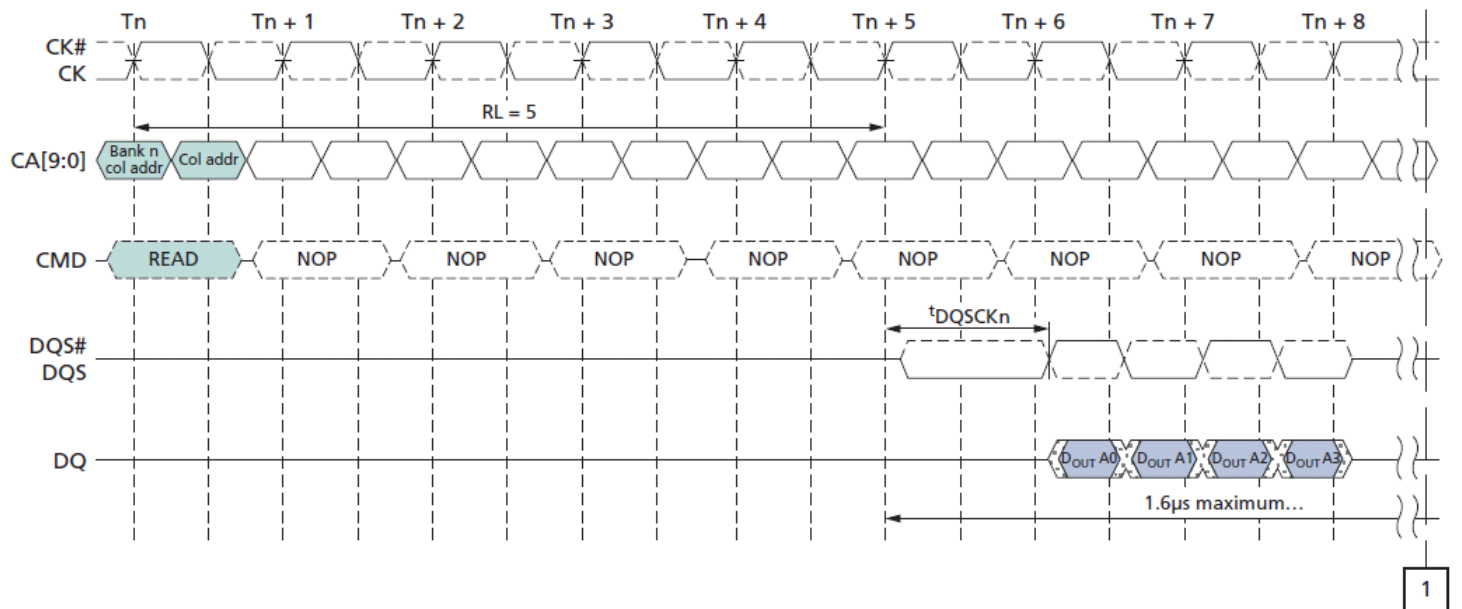 Tn Tn + 1 Tn + 2 Tn + 3 Tn + 4 Tn + 5 Tn + 6 Tn + 7 Tn + 8
CK#
CK
RL = 5
CA[9:0] Bank n col addr Col addr
CMD READ NOP NOP NOP NOP NOP NOP NOP NOP
tDQSCKn
DQS#
DQS
DQ DOUT A0 DOUT A1 DOUT A2 DOUT A3
1.6μs maximum…
1